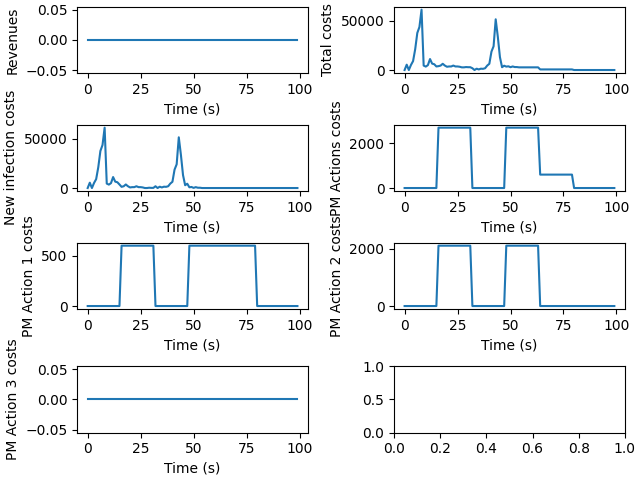 Revenues
0.05
0.00
−0.05
0 25 50 75 100
Time (s)
Total costs
50000
0
0 25 50 75 100
Time (s)
New infection costs
50000
0
0 25 50 75 100
Time (s)
PM Actions costs
2000
0
0 25 50 75 100
Time (s)
PM Action 1 costs
500
0
0 25 50 75 100
Time (s)
PM Action 2 costs
2000
0
0 25 50 75 100
Time (s)
PM Action 3 costs
0.05
0.00
−0.05
0 25 50 75 100
Time (s)
1.0
0.5
0.0
0.0 0.2 0.4 0.6 0.8 1.0